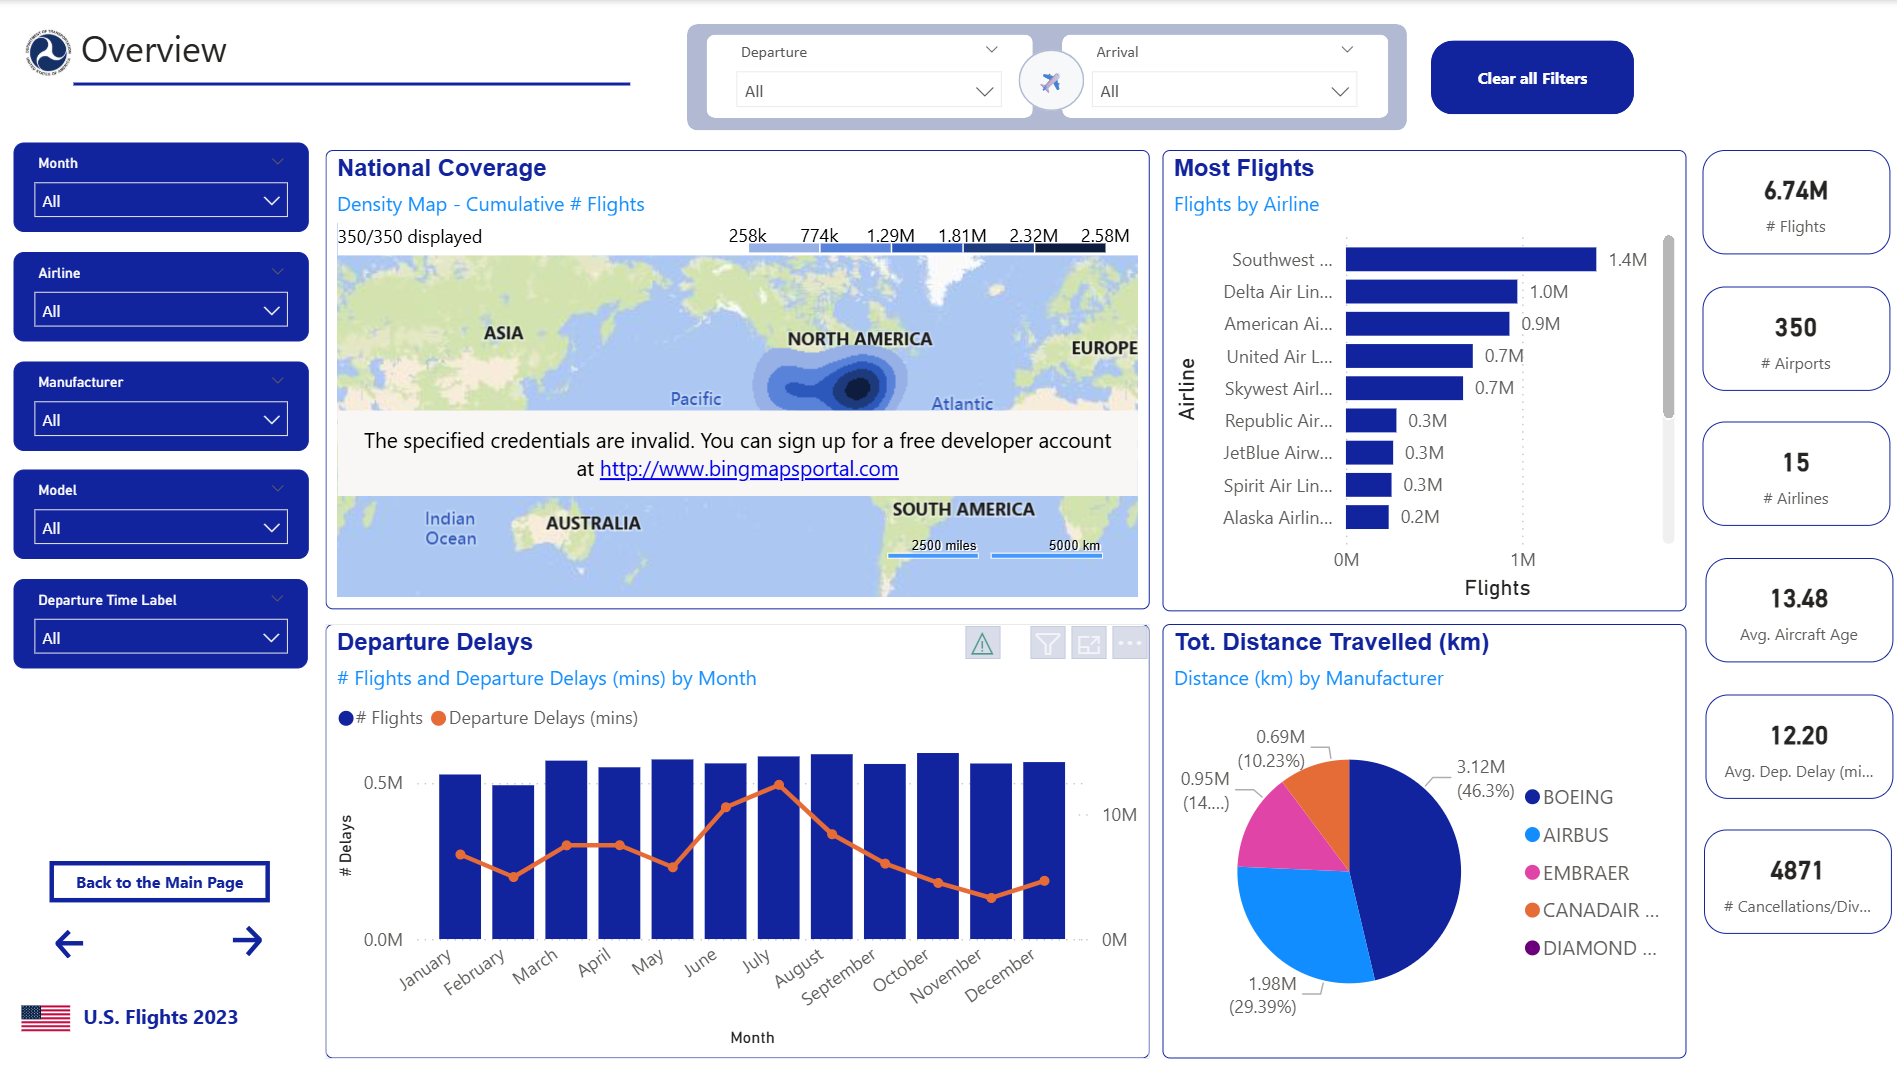 Overview
Departure
All
Arrival
All
Clear all Filters
Month
All
Airline
All
Manufacturer
All
Model
All
Departure Time Label
All
Back to the Main Page
U.S. Flights 2023
National Coverage
Density Map - Cumulative # Flights
350/350 displayed
258k 774k 1.29M 1.81M 2.32M 2.58M
ASIA
NORTH AMERICA
EUROPE
Pacific
Atlantic
The specified credentials are invalid. You can sign up for a free developer account
at http://www.bingmapsportal.com
Indian
Ocean
AUSTRALIA
SOUTH AMERICA
2500 miles 5000 km
Most Flights
Flights by Airline
Airline
Southwest ... 1.4M
Delta Air Lin... 1.0M
American Ai... 0.9M
United Air L... 0.7M
Skywest Airl... 0.7M
Republic Air... 0.3M
JetBlue Airw... 0.3M
Spirit Air Lin... 0.3M
Alaska Airlin... 0.2M
0M 1M
Flights
6.74M
# Flights
350
# Airports
15
# Airlines
13.48
Avg. Aircraft Age
12.20
Avg. Dep. Delay (mi...
4871
# Cancellations/Div...
Departure Delays
# Flights and Departure Delays (mins) by Month
# Flights Departure Delays (mins)
# Delays
0.5M
0.0M
10M
0M
January February March April May June July August September October November December
Month
Tot. Distance Travelled (km)
Distance (km) by Manufacturer
0.69M
(10.23%)
0.95M
(14....)
3.12M
(46.3%)
1.98M
(29.39%)
BOEING
AIRBUS
EMBRAER
CANADAIR ...
DIAMOND ...